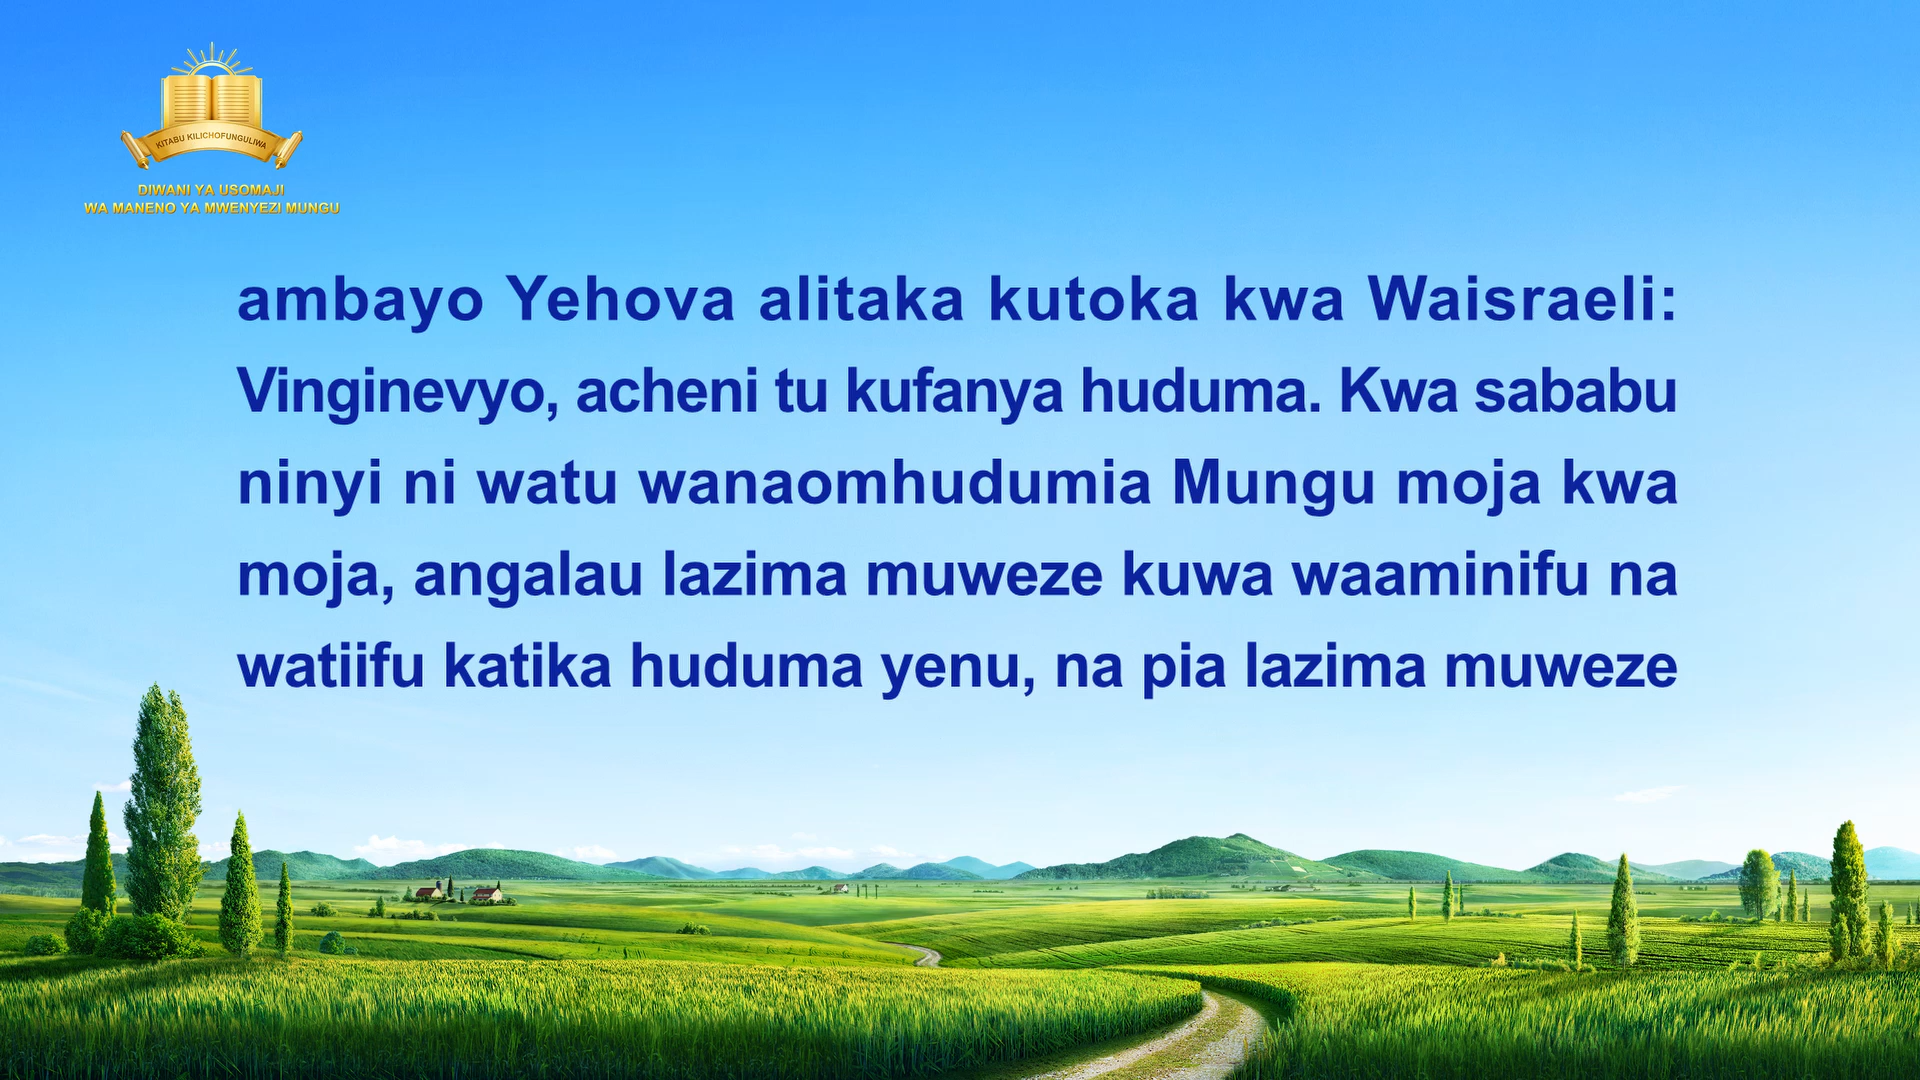 KITABU KILICHOFUNGULIWA
DIWANI YA USOMAJI
WA MANENO YA MWENYEZI MUNGU
ambayo Yehova alitaka kutoka kwa Waisraeli:
Vinginevyo, acheni tu kufanya huduma. Kwa sababu
ninyi ni watu wanaomhudumia Mungu moja kwa
moja, angalau lazima muweze kuwa waaminifu na
watiifu katika huduma yenu, na pia lazima muweze